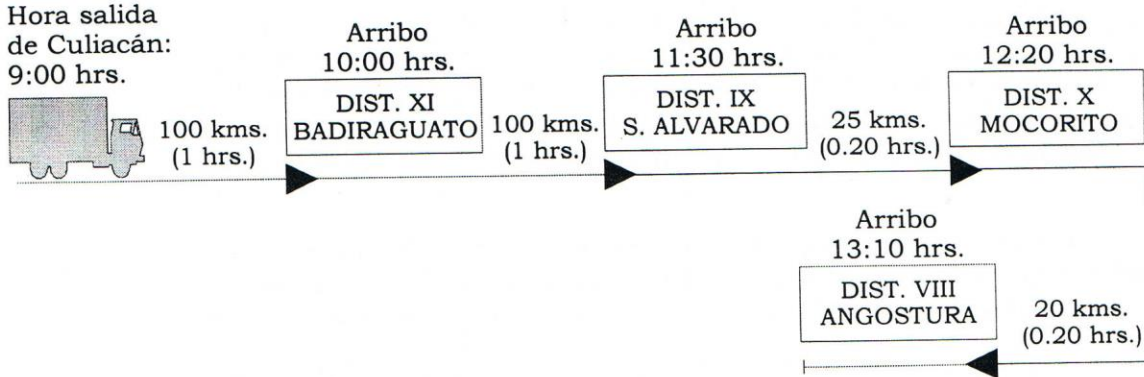 Hora salida
de Culiacán:
9:00 hrs.
100 kms.
(1 hrs.)
Arribo
10:00 hrs.
DIST. XI
BADIRAGUATO
100 kms.
(1 hrs.)
Arribo
11:30 hrs.
DIST. IX
S. ALVARADO
25 kms.
(0.20 hrs.)
Arribo
12:20 hrs.
DIST. X
MOCORITO
20 kms.
(0.20 hrs.)
Arribo
13:10 hrs.
DIST. VIII
ANGOSTURA